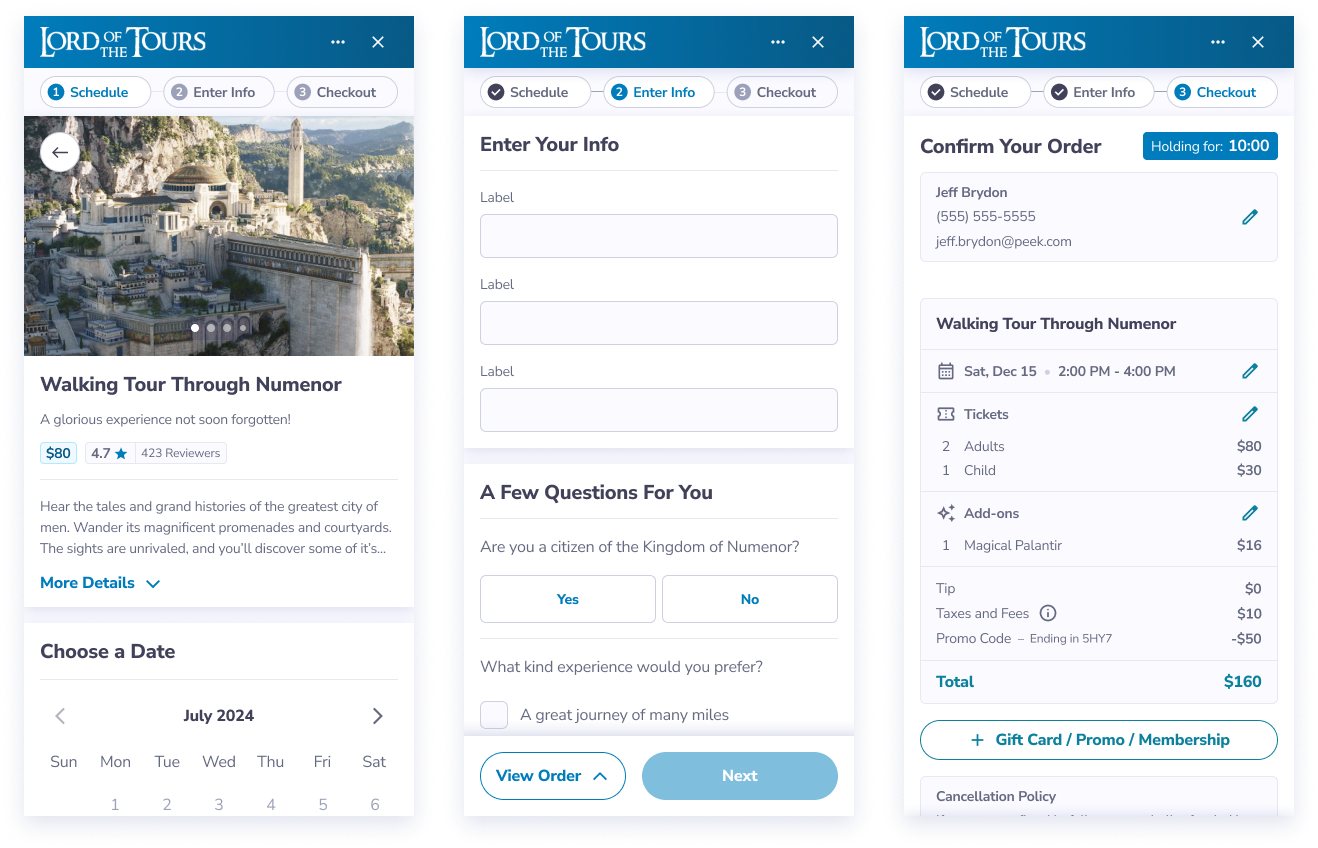 LORD OF THE TOURS
1 Schedule
2 Enter Info
3 Checkout
Walking Tour Through Numenor
A glorious experience not soon forgotten!
$80 4.7 423 Reviewers
Hear the tales and grand histories of the greatest city of
men. Wander its magnificent promenades and courtyards.
The sights are unrivaled, and you'll discover some of it's...
More Details
Choose a Date
July 2024
Sun Mon Tue Wed Thu Fri Sat
1 2 3 4 5 6
LORD OF THE TOURS
Schedule
2 Enter Info
3 Checkout
Enter Your Info
Label
Label
Label
A Few Questions For You
Are you a citizen of the Kingdom of Numenor?
Yes
No
What kind experience would you prefer?
A great journey of many miles
View Order
Next
LORD OF THE TOURS
Schedule
Enter Info
3 Checkout
Confirm Your Order
Holding for: 10:00
Jeff Brydon
(555) 555-5555
jeff.brydon@peek.com
Walking Tour Through Numenor
Sat, Dec 15 • 2:00 PM - 4:00 PM
Tickets
2 Adults $80
1 Child $30
Add-ons
1 Magical Palantir $16
Tip $0
Taxes and Fees $10
Promo Code – Ending in 5HY7 -$50
Total $160
+ Gift Card / Promo / Membership
Cancellation Policy